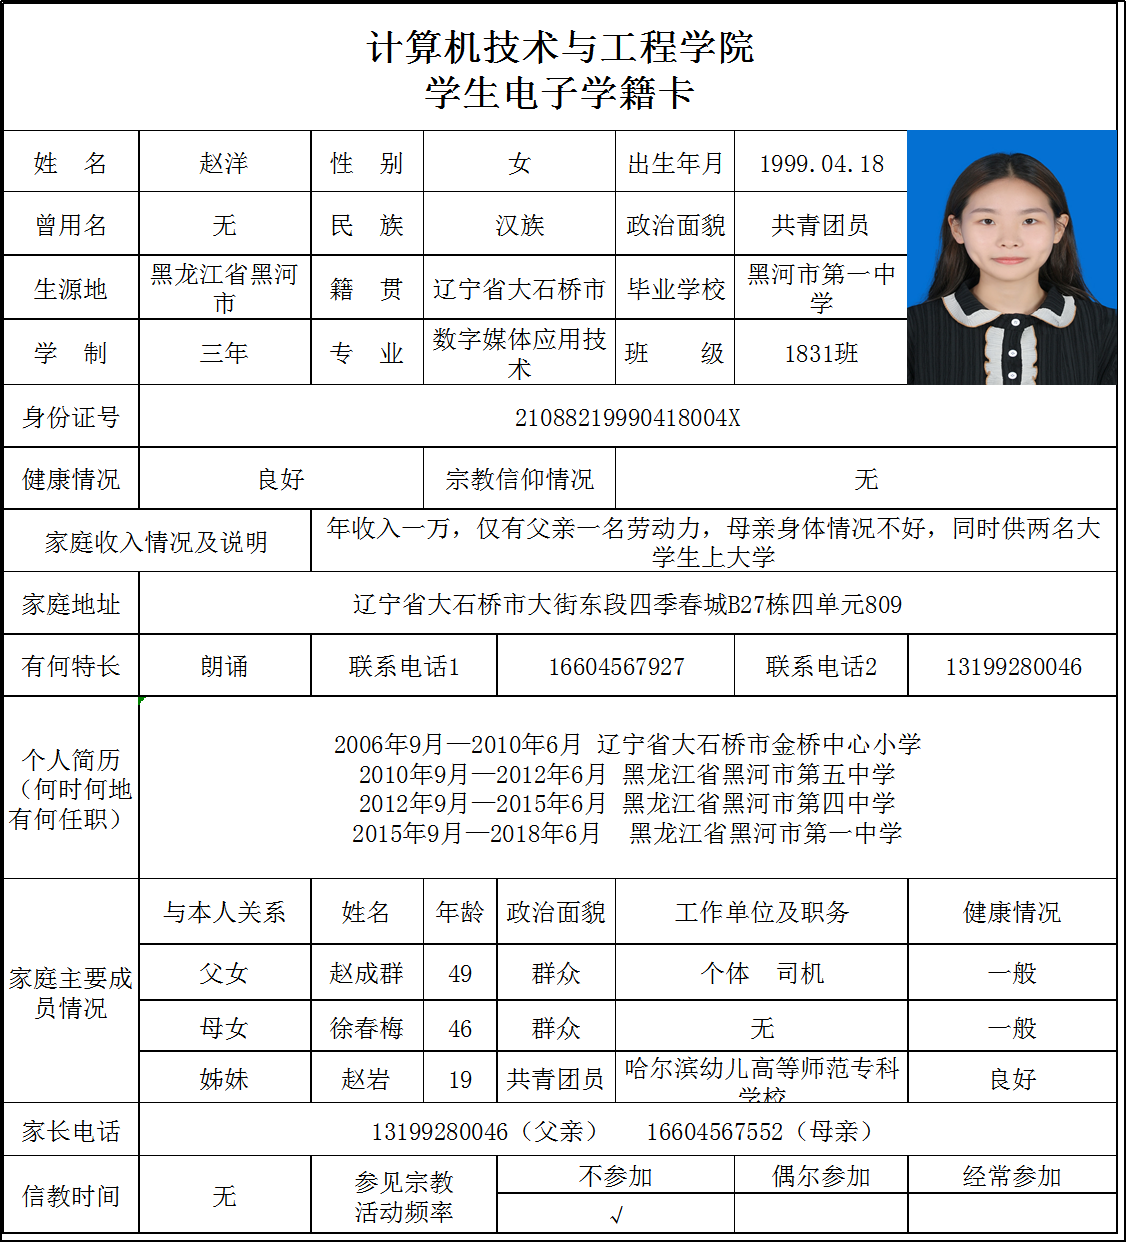 计算机技术与工程学院
学生电子学籍卡
姓 名 赵洋 性 别 女 出生年月 1999.04.18
曾用名 无 民 族 汉族 政治面貌 共青团员
生源地 黑龙江省黑河市 籍 贯 辽宁省大石桥市 毕业学校 黑河市第一中学
学 制 三年 专 业 数字媒体应用技术 班 级 1831班
身份证号 21088219990418004X
健康情况 良好 宗教信仰情况 无
家庭收入情况及说明 年收入一万，仅有父亲一名劳动力，母亲身体情况不好，同时供两名大
学生上大学
家庭地址 辽宁省大石桥市大街东段四季春城B27栋四单元809
有何特长 朗诵 联系电话1 16604567927 联系电话2 13199280046
个人简历
（何时何地
有何任职）
2006年9月—2010年6月 辽宁省大石桥市金桥中心小学
2010年9月—2012年6月 黑龙江省黑河市第五中学
2012年9月—2015年6月 黑龙江省黑河市第四中学
2015年9月—2018年6月 黑龙江省黑河市第一中学
家庭主要成
员情况
与本人关系 姓名 年龄 政治面貌 工作单位及职务 健康情况
父女 赵成群 49 群众 个体 司机 一般
母女 徐春梅 46 群众 无 一般
姊妹 赵岩 19 共青团员 哈尔滨幼儿高等师范专科学校 良好
家长电话 13199280046（父亲） 16604567552（母亲）
信教时间 无 参见宗教
活动频率
不参加 偶尔参加 经常参加
√